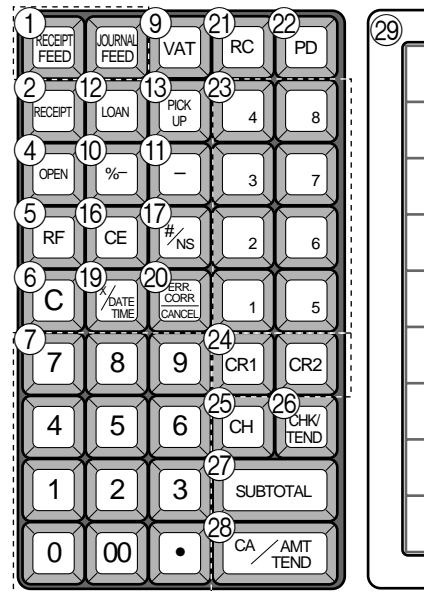 ① ⑨ ㉑ ㉒ ㉙
RECEIPT FEED JOURNAL FEED VAT RC PD
② ⑫ ⑬ ㉓
RECEIPT LOAN PICK UP 4 8
④ ⑩ ⑪
OPEN %− − 3 7
⑤ ⑯ ⑰
RF CE #/NS 2 6
⑥ ⑲ ⑳
C X/DATE TIME ERR. CORR CANCEL 1 5
⑦ ㉔
7 8 9 CR1 CR2
㉕ ㉖
4 5 6 CH CHK/ TEND
㉗
1 2 3 SUBTOTAL
㉘
0 00 • CA/AMT TEND